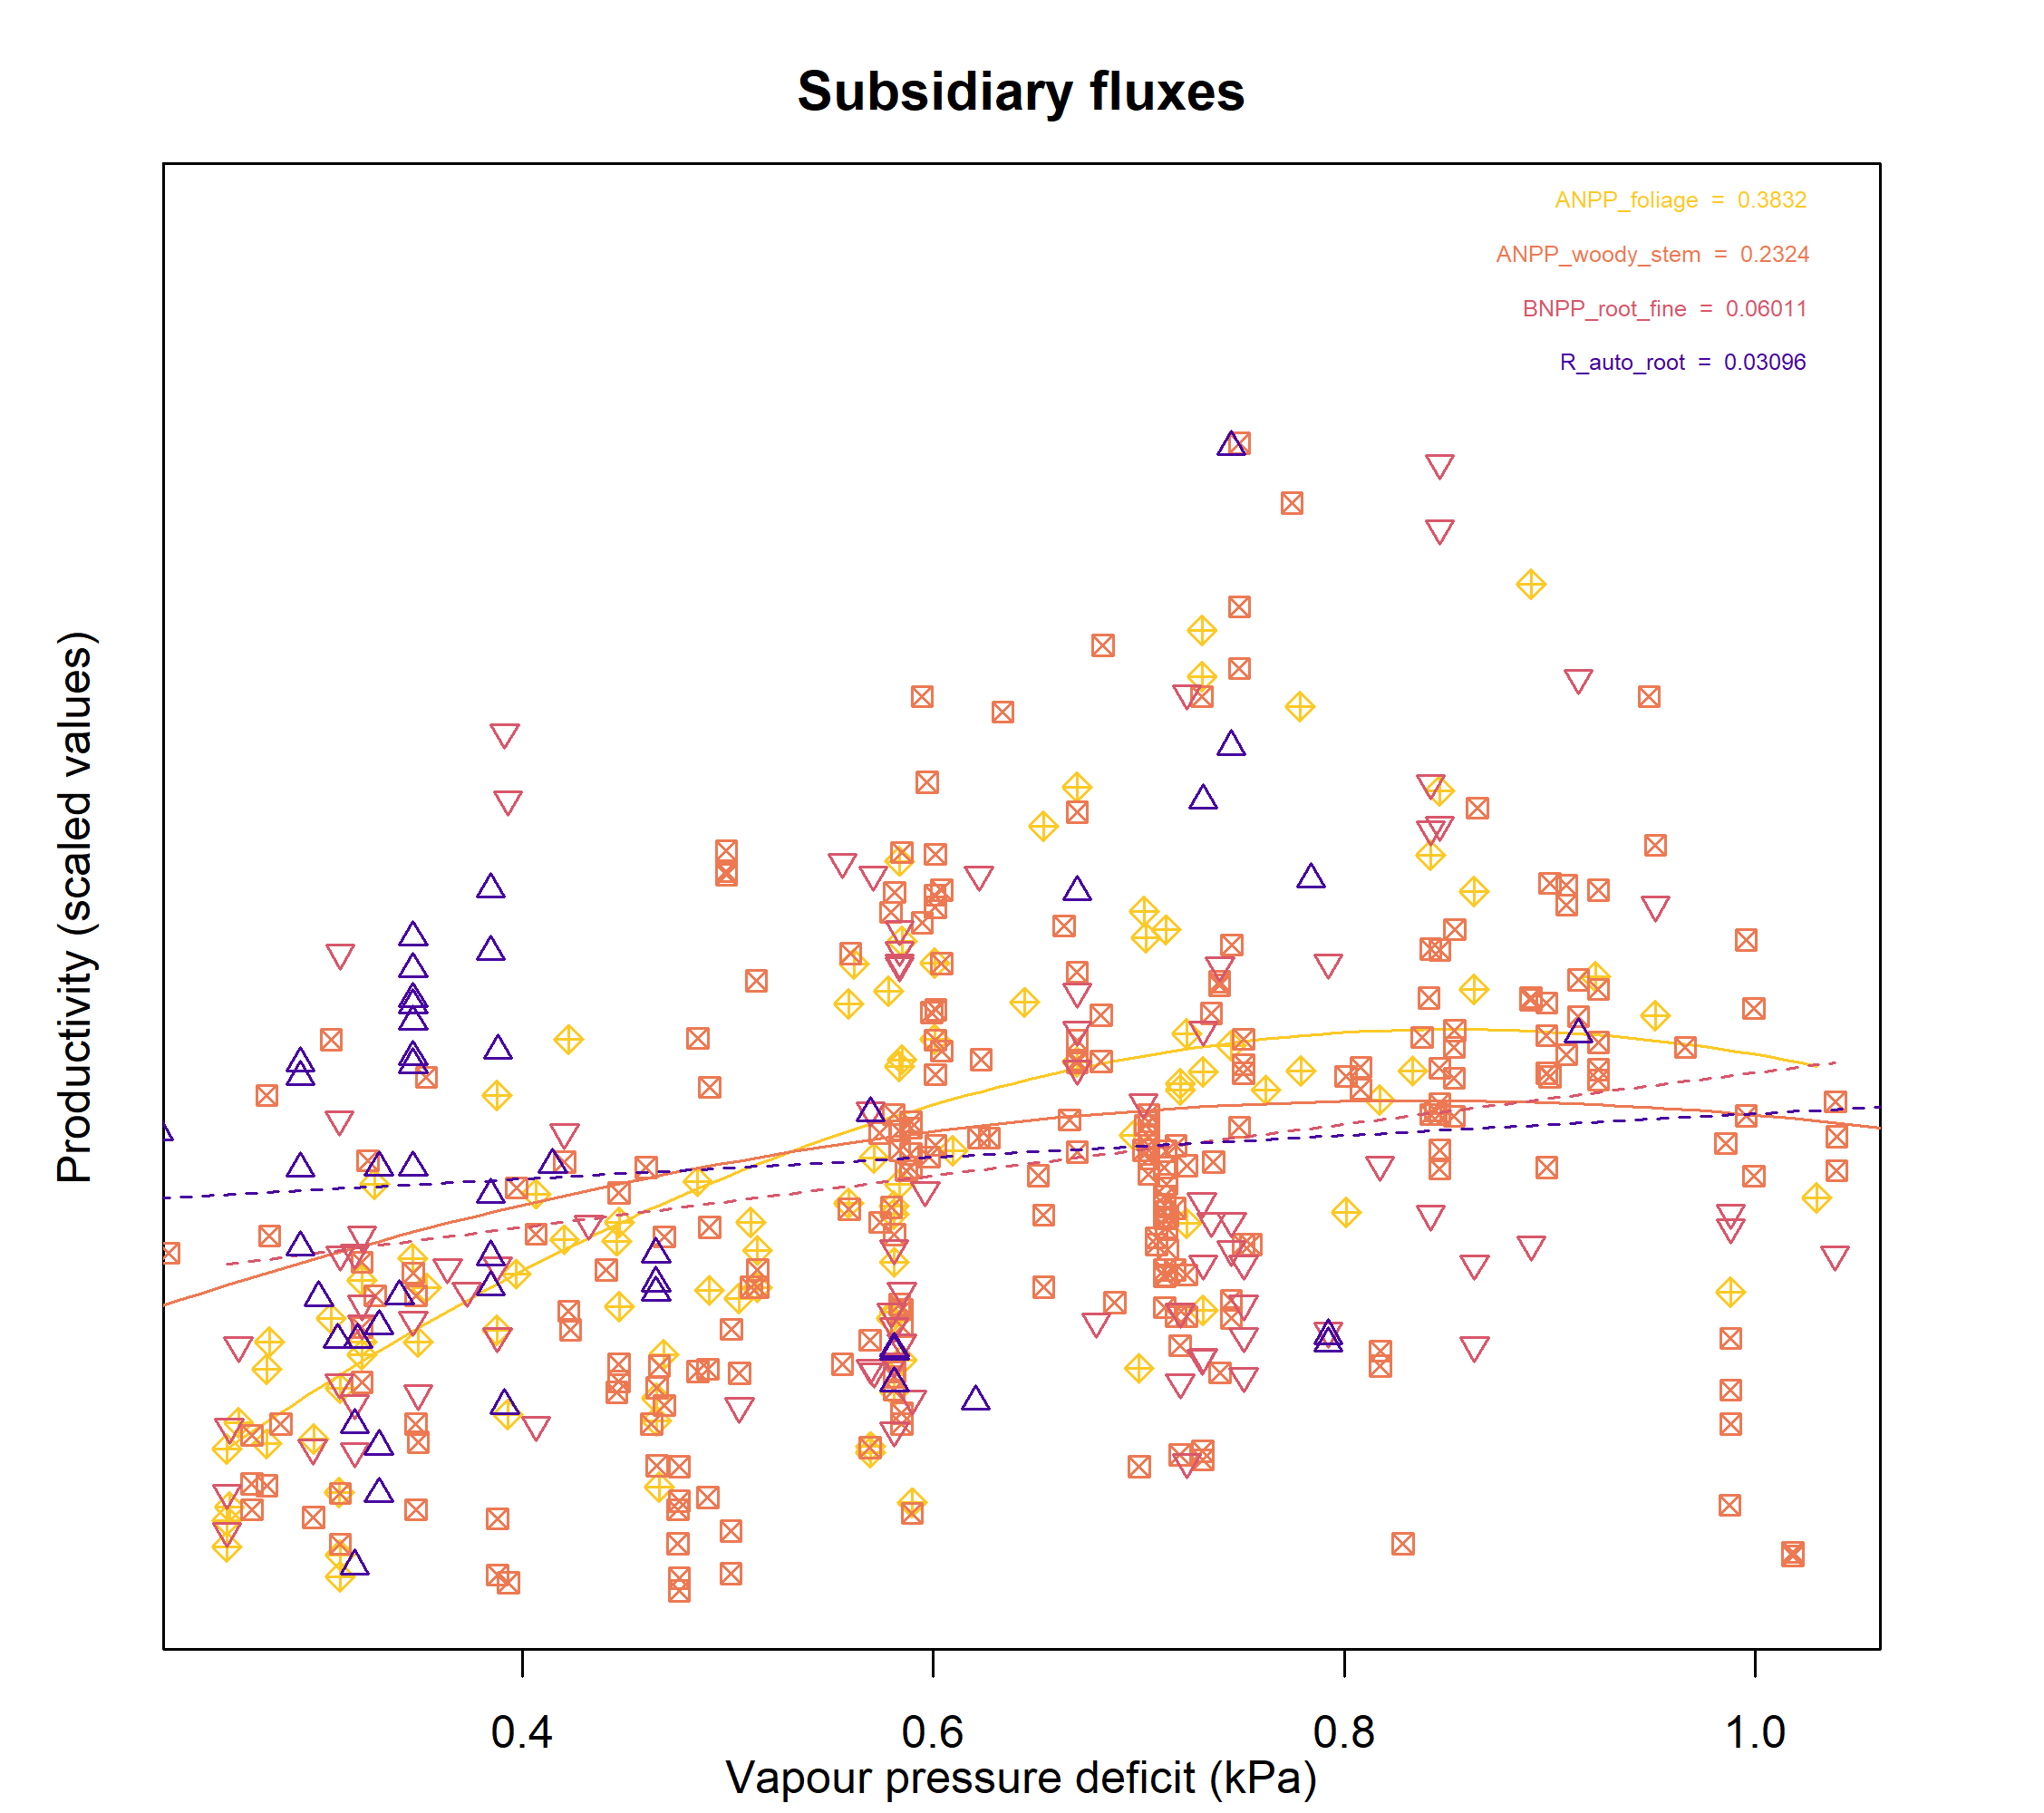 Subsidiary fluxes
ANPP_foliage = 0.3832
ANPP_woody_stem = 0.2324
BNPP_root_fine = 0.06011
R_auto_root = 0.03096
Productivity (scaled values)
0.4 0.6 0.8 1.0
Vapour pressure deficit (kPa)